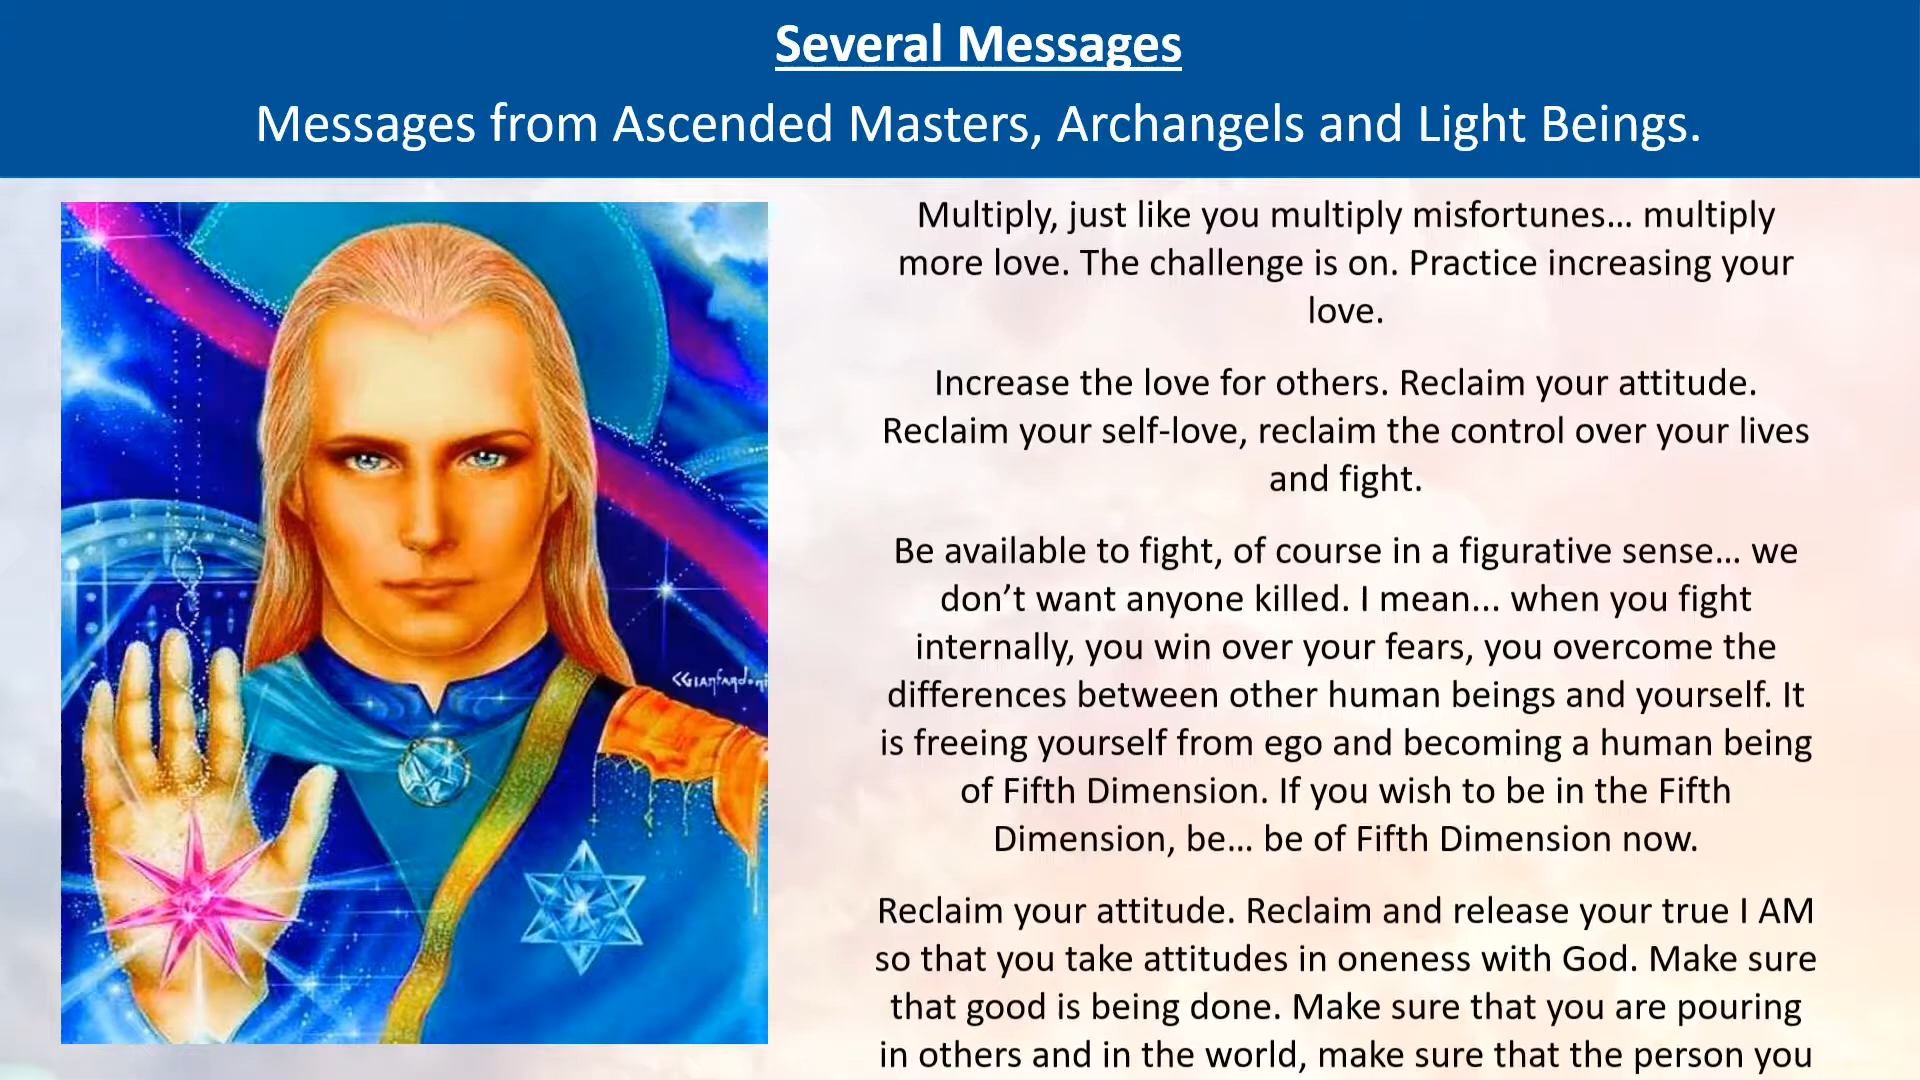 Several Messages
Messages from Ascended Masters, Archangels and Light Beings.
Multiply, just like you multiply misfortunes… multiply
more love. The challenge is on. Practice increasing your
love.
Increase the love for others. Reclaim your attitude.
Reclaim your self-love, reclaim the control over your lives
and fight.
Be available to fight, of course in a figurative sense… we
don’t want anyone killed. I mean... when you fight
internally, you win over your fears, you overcome the
differences between other human beings and yourself. It
is freeing yourself from ego and becoming a human being
of Fifth Dimension. If you wish to be in the Fifth
Dimension, be… be of Fifth Dimension now.
Reclaim your attitude. Reclaim and release your true I AM
so that you take attitudes in oneness with God. Make sure
that good is being done. Make sure that you are pouring
in others and in the world, make sure that the person you